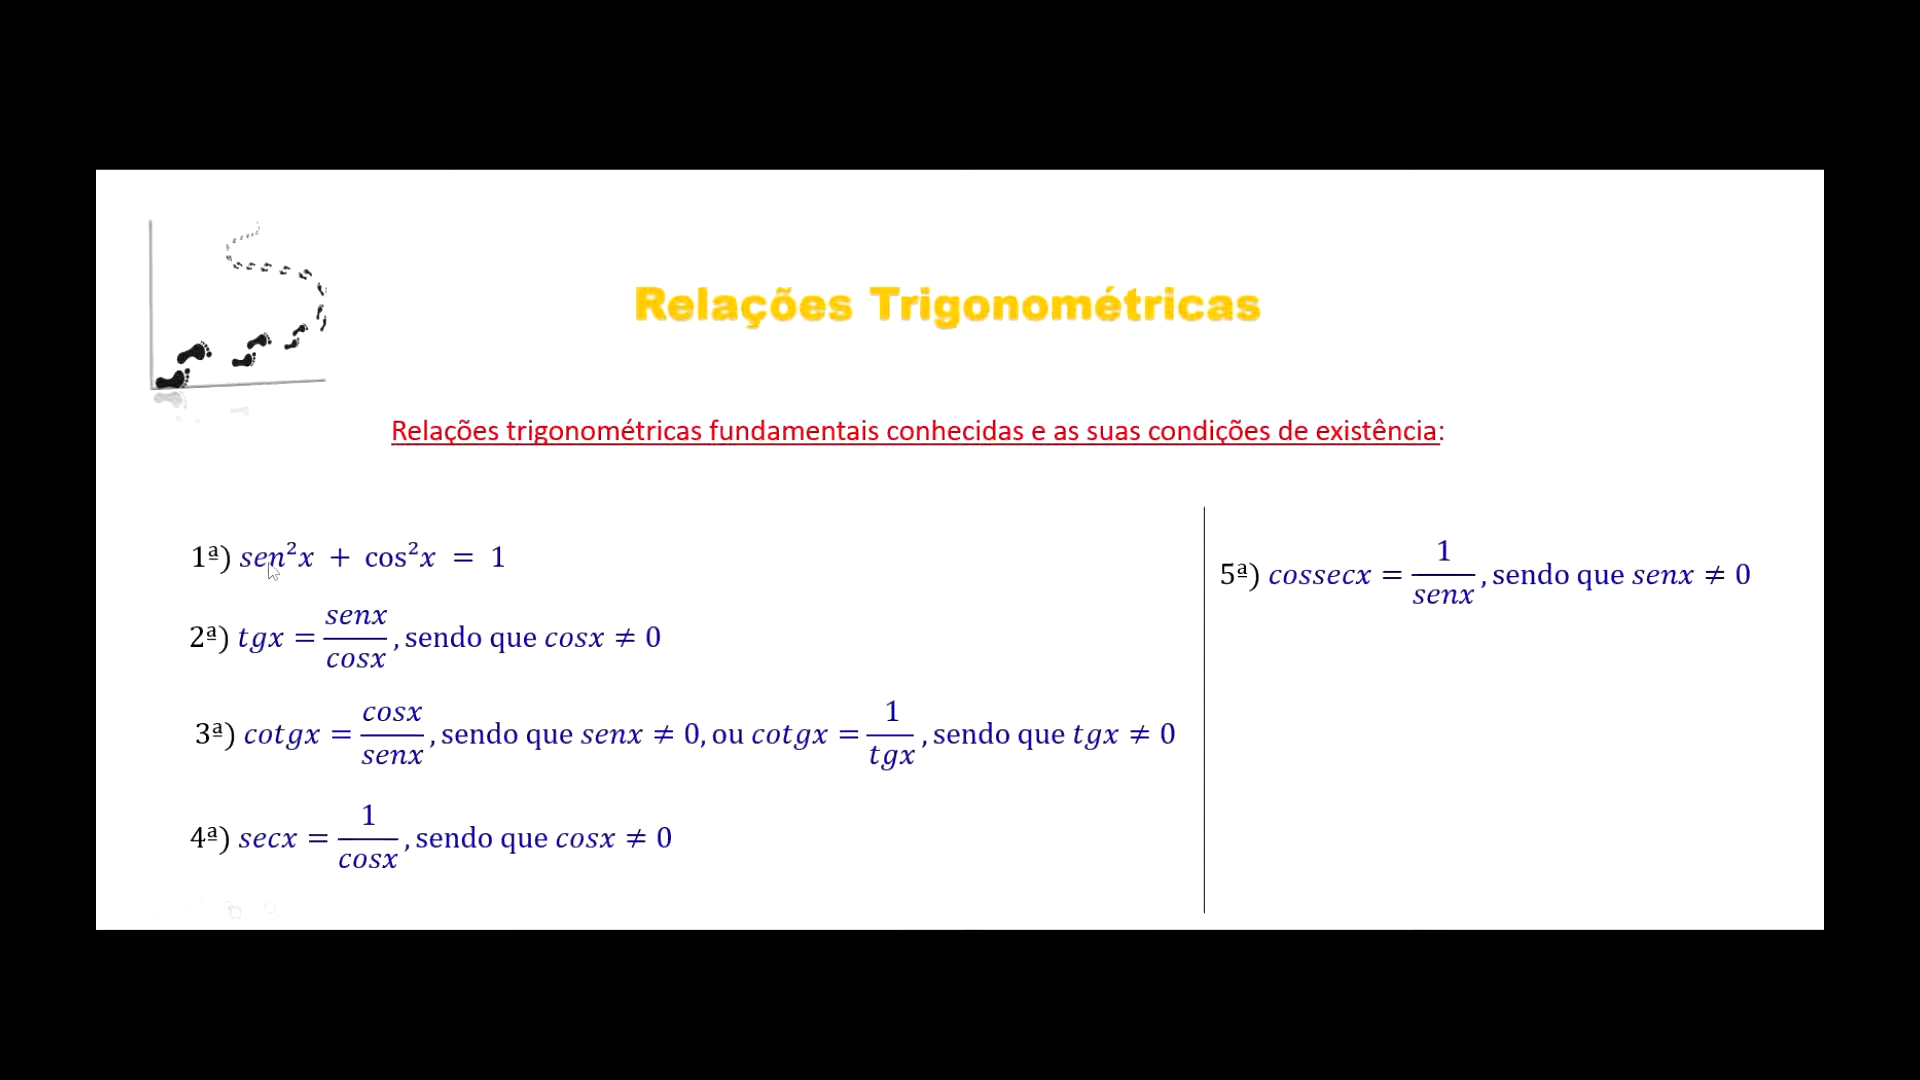 Relações Trigonométricas
Relações trigonométricas fundamentais conhecidas e as suas condições de existência:
1ª) sen²x + cos²x = 1
2ª) tgx = senx/cosx, sendo que cosx ≠ 0
3ª) cotgx = cosx/senx, sendo que senx ≠ 0, ou cotgx = 1/tgx, sendo que tgx ≠ 0
4ª) secx = 1/cosx, sendo que cosx ≠ 0
5ª) cossecx = 1/senx, sendo que senx ≠ 0